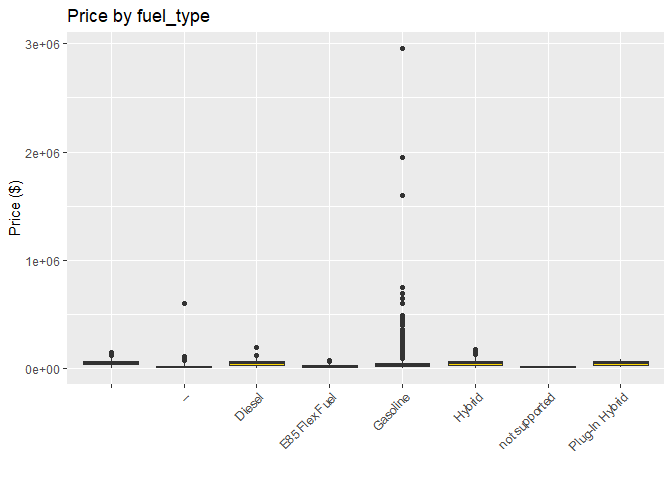 Price by fuel_type
Price ($)
3e+06
2e+06
1e+06
0e+00
–
Diesel
E85 Flex Fuel
Gasoline
Hybrid
not supported
Plug-In Hybrid